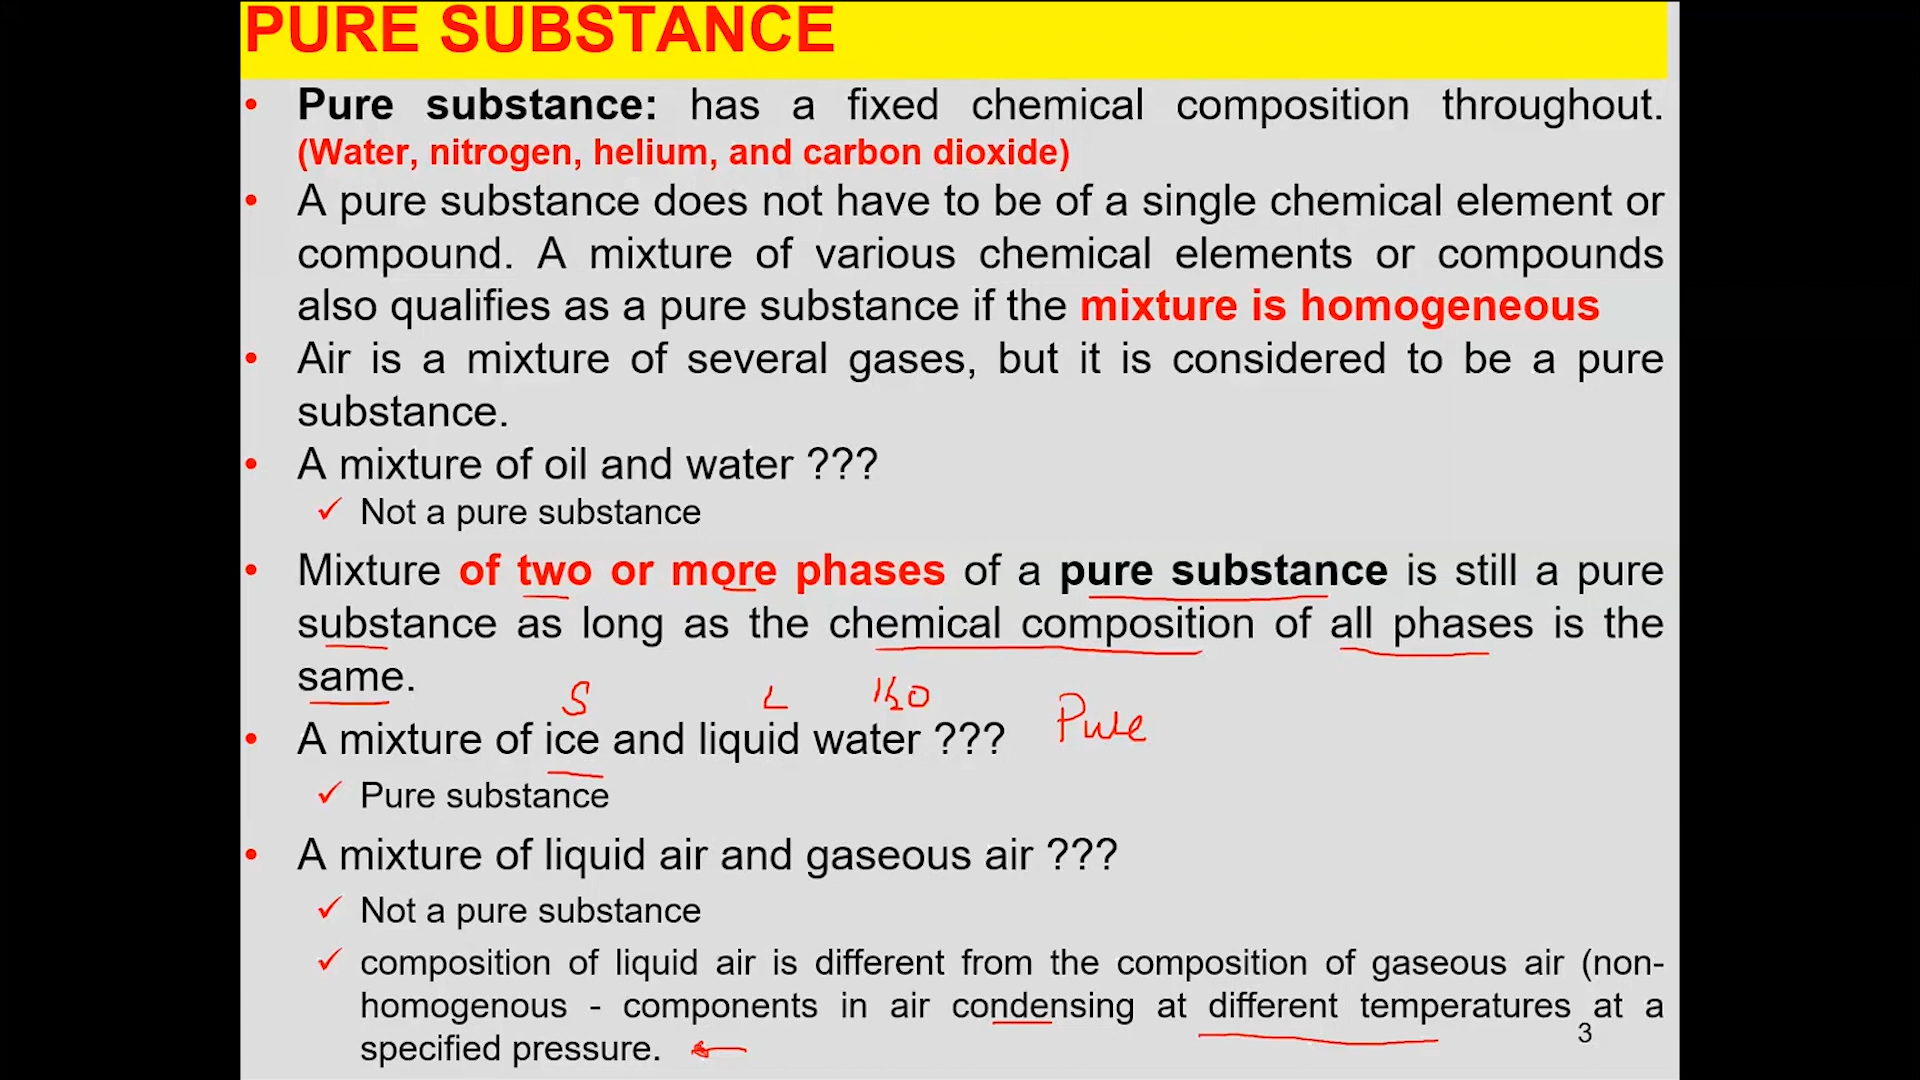 PURE SUBSTANCE
• Pure substance: has a fixed chemical composition throughout.
(Water, nitrogen, helium, and carbon dioxide)
• A pure substance does not have to be of a single chemical element or
compound. A mixture of various chemical elements or compounds
also qualifies as a pure substance if the mixture is homogeneous
• Air is a mixture of several gases, but it is considered to be a pure
substance.
• A mixture of oil and water ???
✓ Not a pure substance
• Mixture of two or more phases of a pure substance is still a pure
substance as long as the chemical composition of all phases is the
same.
S L H2O
• A mixture of ice and liquid water ??? Pure
✓ Pure substance
• A mixture of liquid air and gaseous air ???
✓ Not a pure substance
✓ composition of liquid air is different from the composition of gaseous air (non-
homogenous - components in air condensing at different temperatures at a
specified pressure.
3